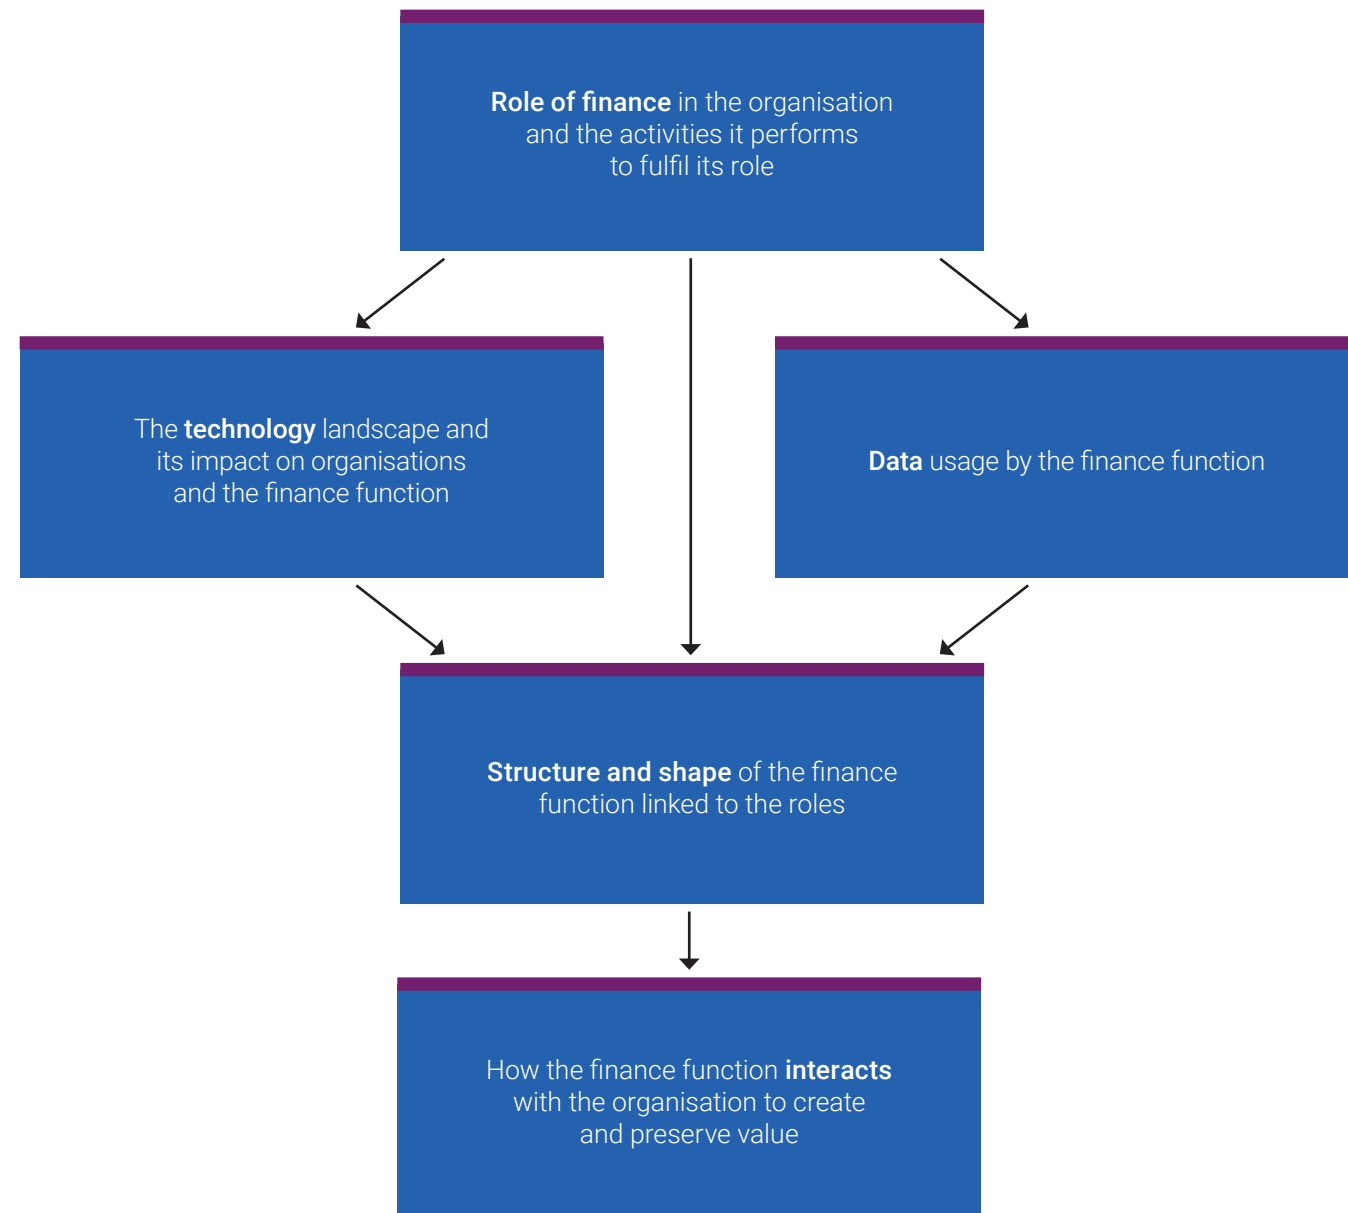 Role of finance in the organisation
and the activities it performs
to fulfil its role
The technology landscape and
its impact on organisations
and the finance function
Data usage by the finance function
Structure and shape of the finance
function linked to the roles
How the finance function interacts
with the organisation to create
and preserve value